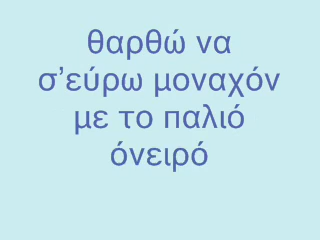 θαρθώ να
σ’εύρω μοναχόν
με το παλιό
όνειρό